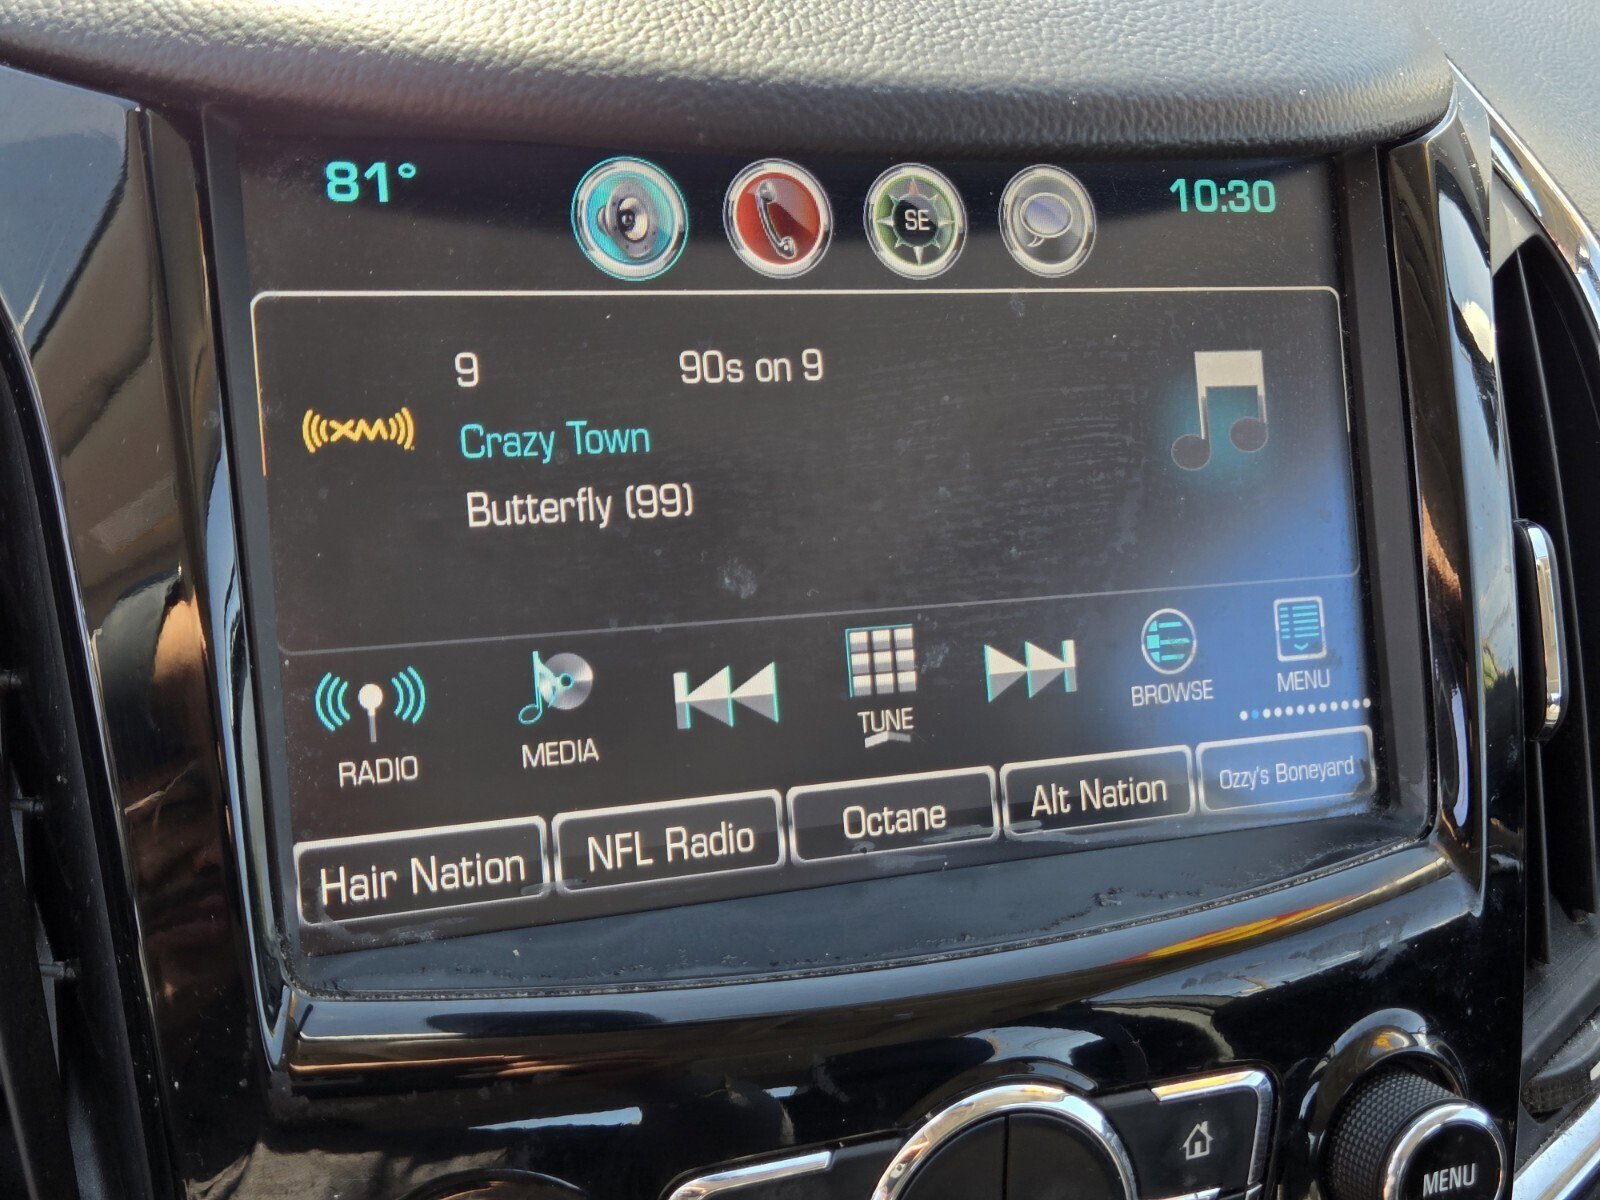 81° SE 10:30
9 90s on 9
XM
Crazy Town
Butterfly (99)
RADIO MEDIA TUNE BROWSE MENU
Hair Nation NFL Radio Octane Alt Nation Ozzy's Boneyard
MENU